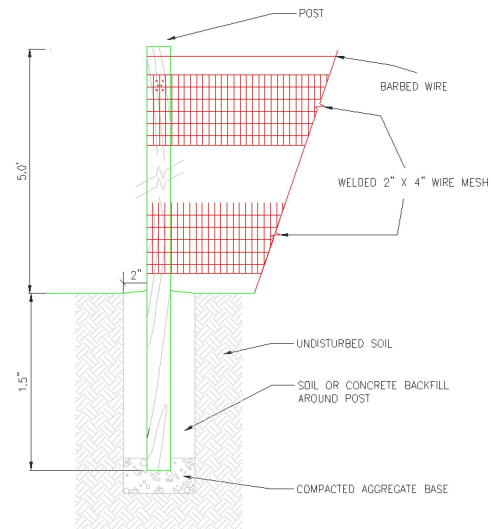 POST
BARBED WIRE
5.0'
WELDED 2" X 4" WIRE MESH
2"
UNDISTURBED SOIL
1.5"
SOIL OR CONCRETE BACKFILL
AROUND POST
COMPACTED AGGREGATE BASE